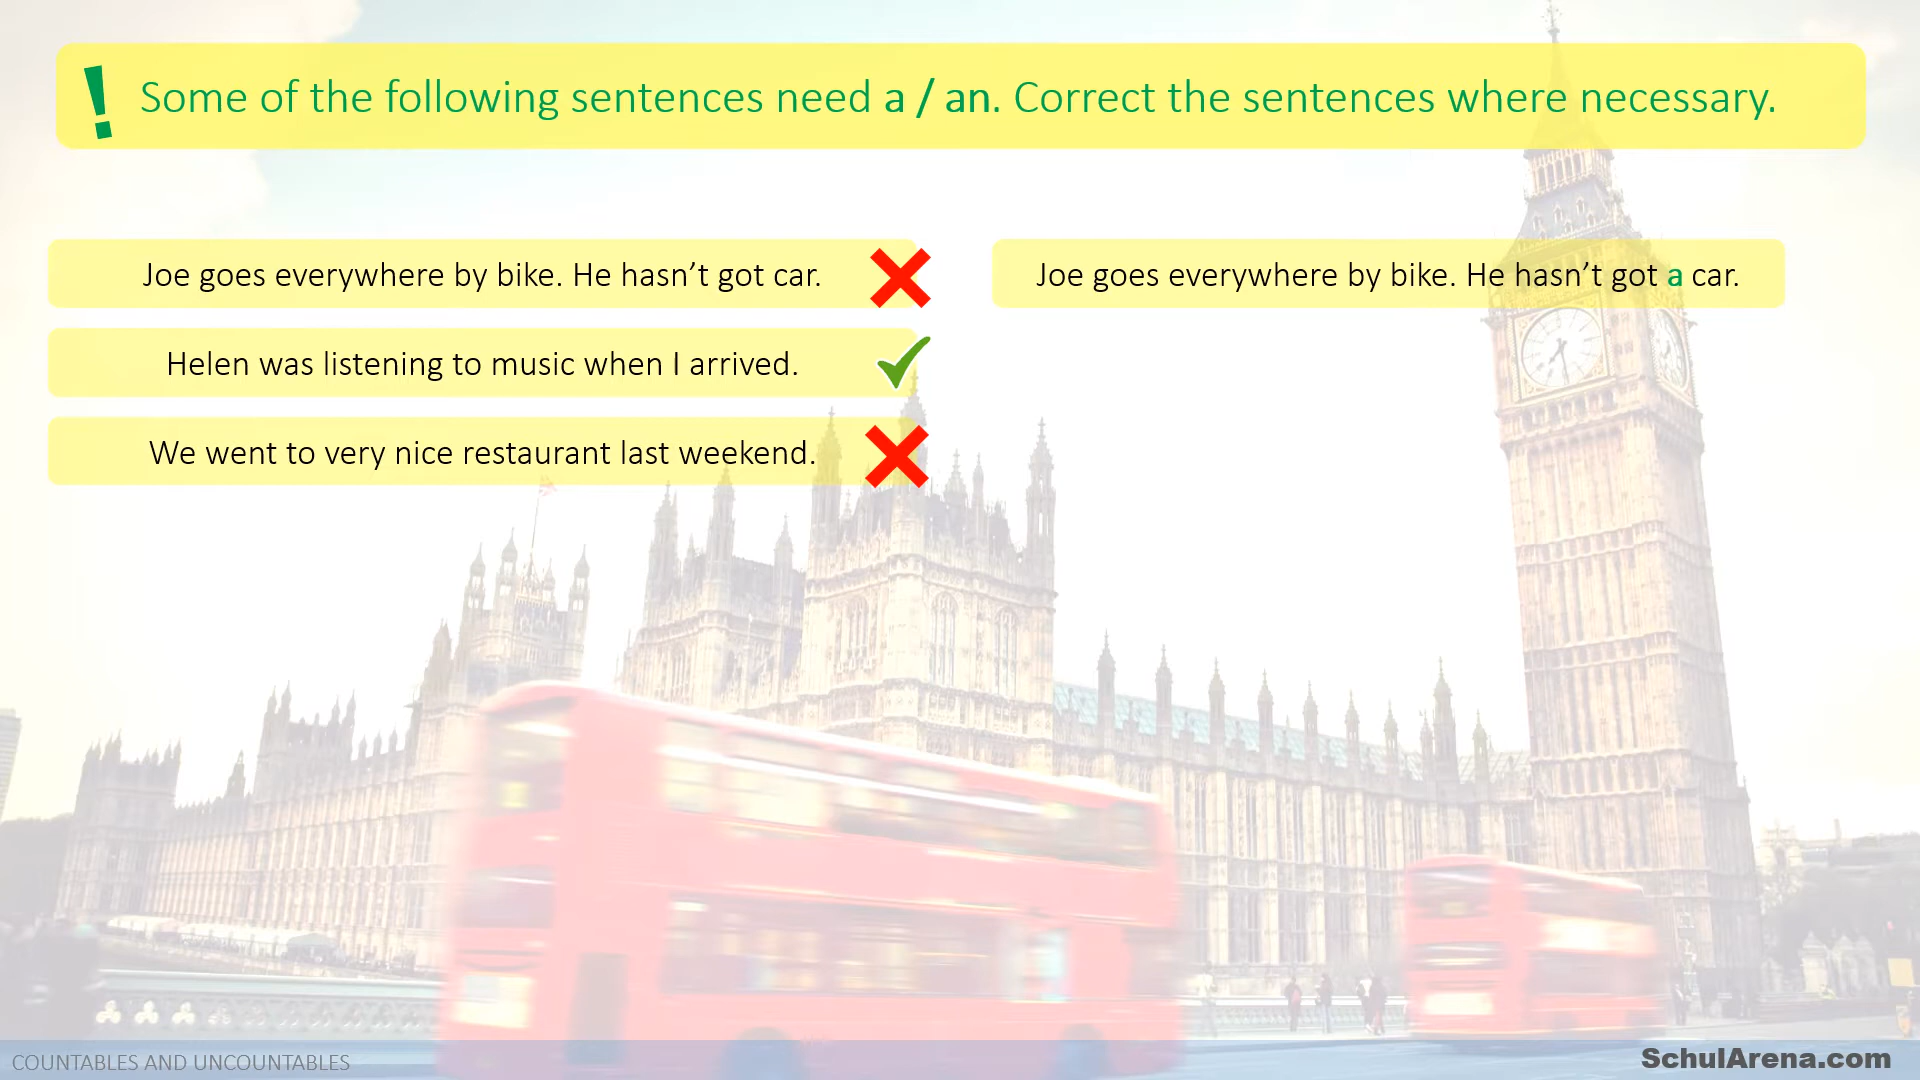 ! Some of the following sentences need a / an. Correct the sentences where necessary.
Joe goes everywhere by bike. He hasn’t got car.
Joe goes everywhere by bike. He hasn’t got a car.
Helen was listening to music when I arrived.
We went to very nice restaurant last weekend.
COUNTABLES AND UNCOUNTABLES
SchulArena.com